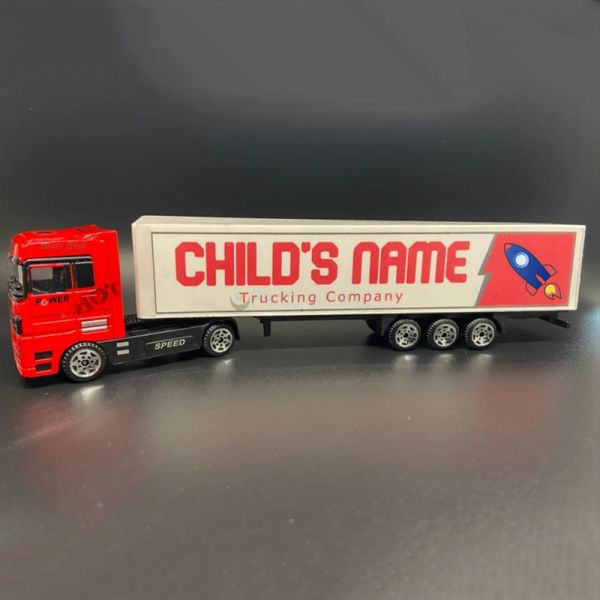 CHILD'S NAME
Trucking Company
POWER
SPEED